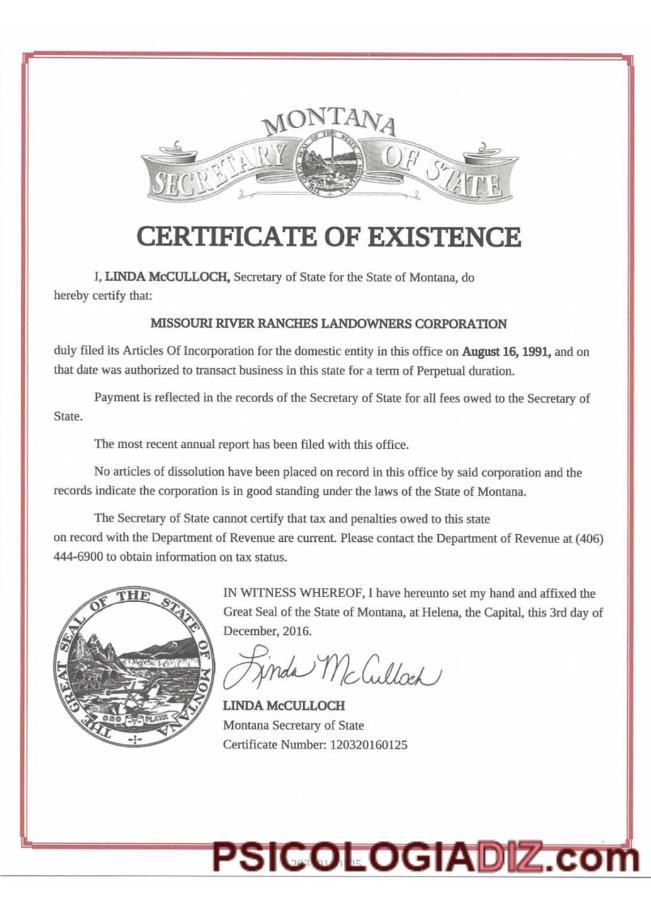 MONTANA
SECRETARY OF STATE
CERTIFICATE OF EXISTENCE
I, LINDA McCULLOCH, Secretary of State for the State of Montana, do
hereby certify that:
MISSOURI RIVER RANCHES LANDOWNERS CORPORATION
duly filed its Articles Of Incorporation for the domestic entity in this office on August 16, 1991, and on
that date was authorized to transact business in this state for a term of Perpetual duration.
Payment is reflected in the records of the Secretary of State for all fees owed to the Secretary of
State.
The most recent annual report has been filed with this office.
No articles of dissolution have been placed on record in this office by said corporation and the
records indicate the corporation is in good standing under the laws of the State of Montana.
The Secretary of State cannot certify that tax and penalties owed to this state
on record with the Department of Revenue are current. Please contact the Department of Revenue at (406)
444-6900 to obtain information on tax status.
IN WITNESS WHEREOF, I have hereunto set my hand and affixed the
Great Seal of the State of Montana, at Helena, the Capital, this 3rd day of
December, 2016.
THE GREAT SEAL OF THE STATE OF MONTANA
ORO Y PLATA
Linda McCulloch
LINDA McCULLOCH
Montana Secretary of State
Certificate Number: 120320160125
PSICOLOGIADIZ.com